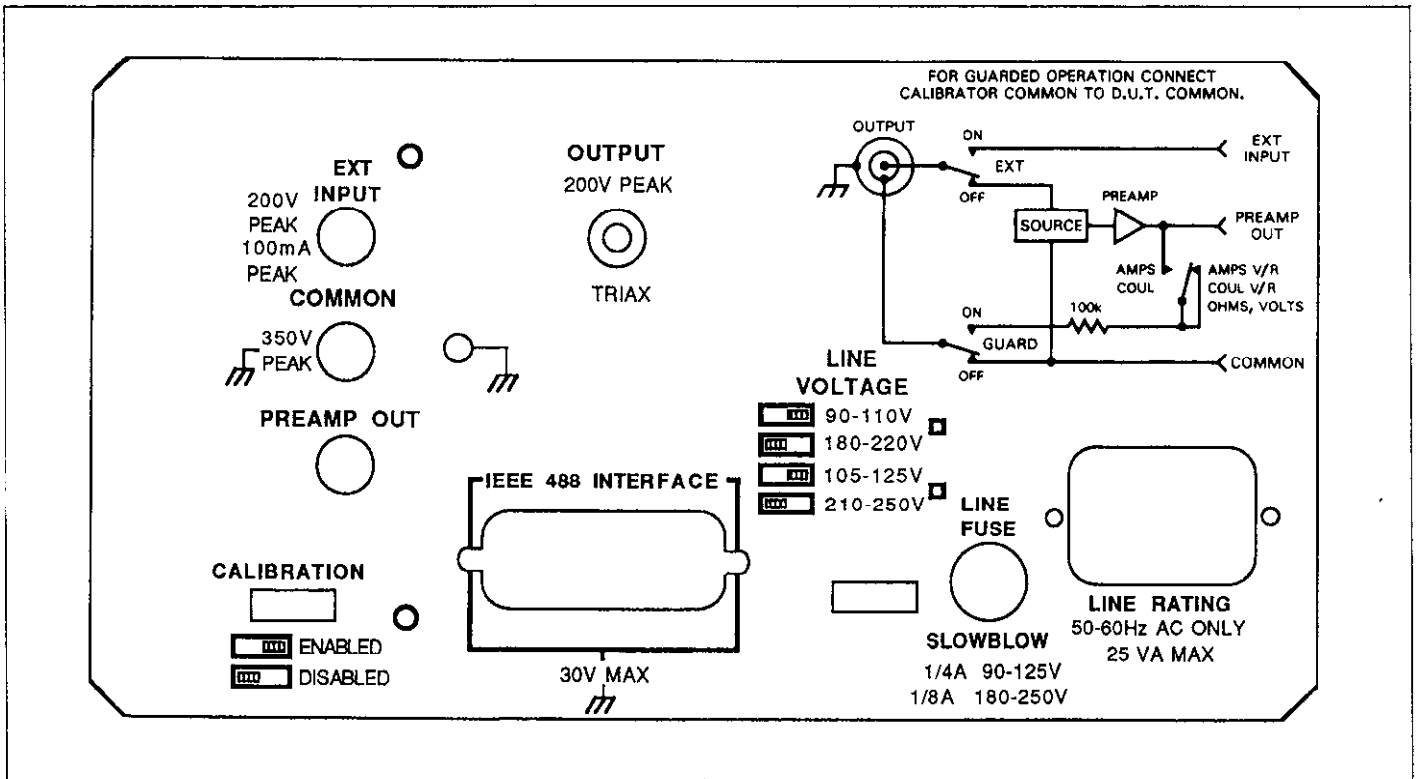 FOR GUARDED OPERATION CONNECT
CALIBRATOR COMMON TO D.U.T. COMMON.
EXT
INPUT
200V
PEAK
100mA
PEAK
COMMON
350V
PEAK
PREAMP OUT
OUTPUT
200V PEAK
TRIAX
OUTPUT
ON
EXT
OFF
EXT
INPUT
SOURCE
PREAMP
PREAMP
OUT
AMPS
COUL
AMPS V/R
COUL V/R
OHMS, VOLTS
100k
ON
GUARD
OFF
COMMON
LINE
VOLTAGE
90-110V
180-220V
105-125V
210-250V
IEEE 488 INTERFACE
30V MAX
CALIBRATION
ENABLED
DISABLED
LINE
FUSE
SLOWBLOW
1/4A 90-125V
1/8A 180-250V
LINE RATING
50-60Hz AC ONLY
25 VA MAX